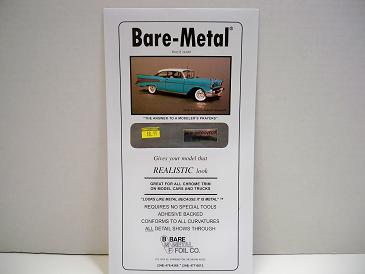 Bare-Metal®
"THE ANSWER TO A MODELER'S PRAYERS"
Gives your model that
REALISTIC look
GREAT FOR ALL CHROME TRIM
ON MODEL CARS AND TRUCKS
"LOOKS LIKE METAL BECAUSE IT IS METAL"™
REQUIRES NO SPECIAL TOOLS
ADHESIVE BACKED
CONFORMS TO ALL CURVATURES
ALL DETAIL SHOWS THROUGH
BARE
METAL
FOIL CO.